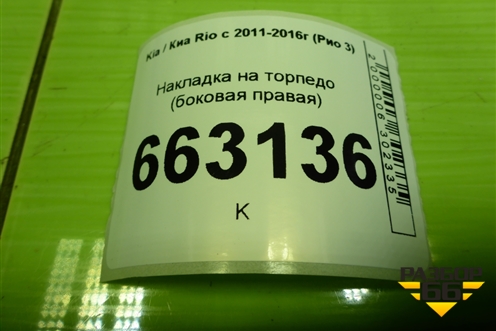 Kia / Киа Rio с 2011-2016г (Рио 3)
Накладка на торпедо
(боковая правая)
663136
К
2000006302335
РАЗБОР
66